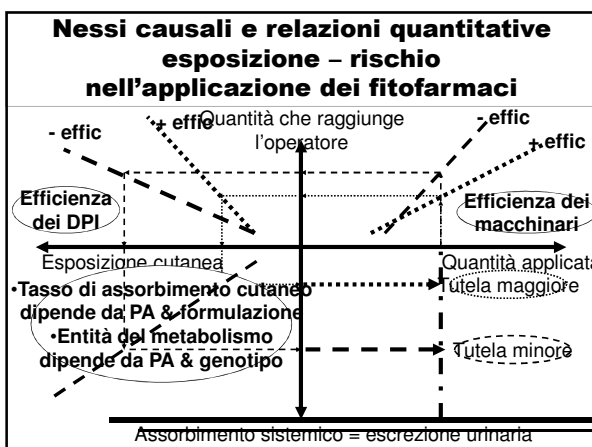 Nessi causali e relazioni quantitative
esposizione – rischio
nell'applicazione dei fitofarmaci
- effic
+ effic
Quantità che raggiunge
l'operatore
- effic
+ effic
Efficienza
dei DPI
Efficienza dei
macchinari
Esposizione cutanea
Quantità applicata
•Tasso di assorbimento cutaneo
dipende da PA & formulazione
•Entità del metabolismo
dipende da PA & genotipo
Tutela maggiore
Tutela minore
Assorbimento sistemico = escrezione urinaria